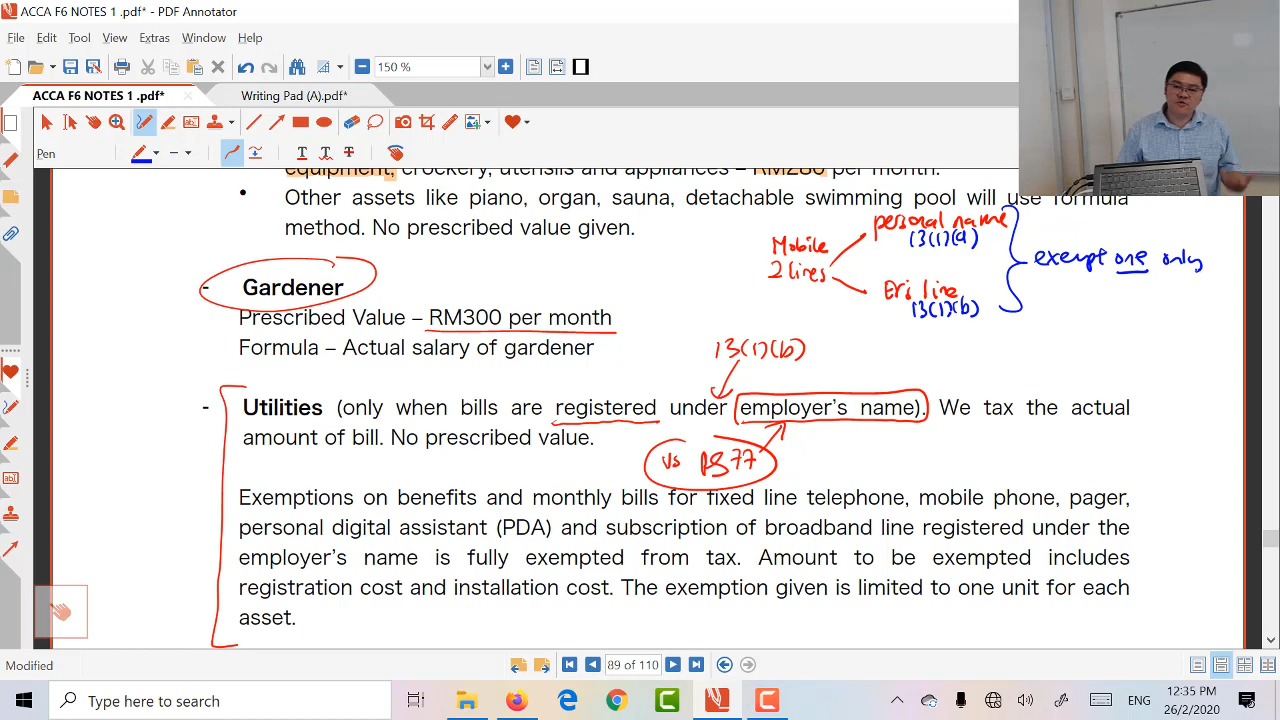 ACCA F6 NOTES 1 .pdf* - PDF Annotator
File Edit Tool View Extras Window Help
150 %
ACCA F6 NOTES 1 .pdf* Writing Pad (A).pdf*
Pen
equipment, crockery, utensils and appliances – RM280 per month.
• Other assets like piano, organ, sauna, detachable swimming pool will use formula
method. No prescribed value given.
personal name
13(1)(a)
Mobile
2 lines
Er's line
13(1)(b)
exempt one only
- Gardener
Prescribed Value – RM300 per month
Formula – Actual salary of gardener
13(1)(b)
- Utilities (only when bills are registered under employer’s name). We tax the actual
amount of bill. No prescribed value.
vs pg 77
Exemptions on benefits and monthly bills for fixed line telephone, mobile phone, pager,
personal digital assistant (PDA) and subscription of broadband line registered under the
employer’s name is fully exempted from tax. Amount to be exempted includes
registration cost and installation cost. The exemption given is limited to one unit for each
asset.
Modified
89 of 110
Type here to search
ENG
12:35 PM
26/2/2020